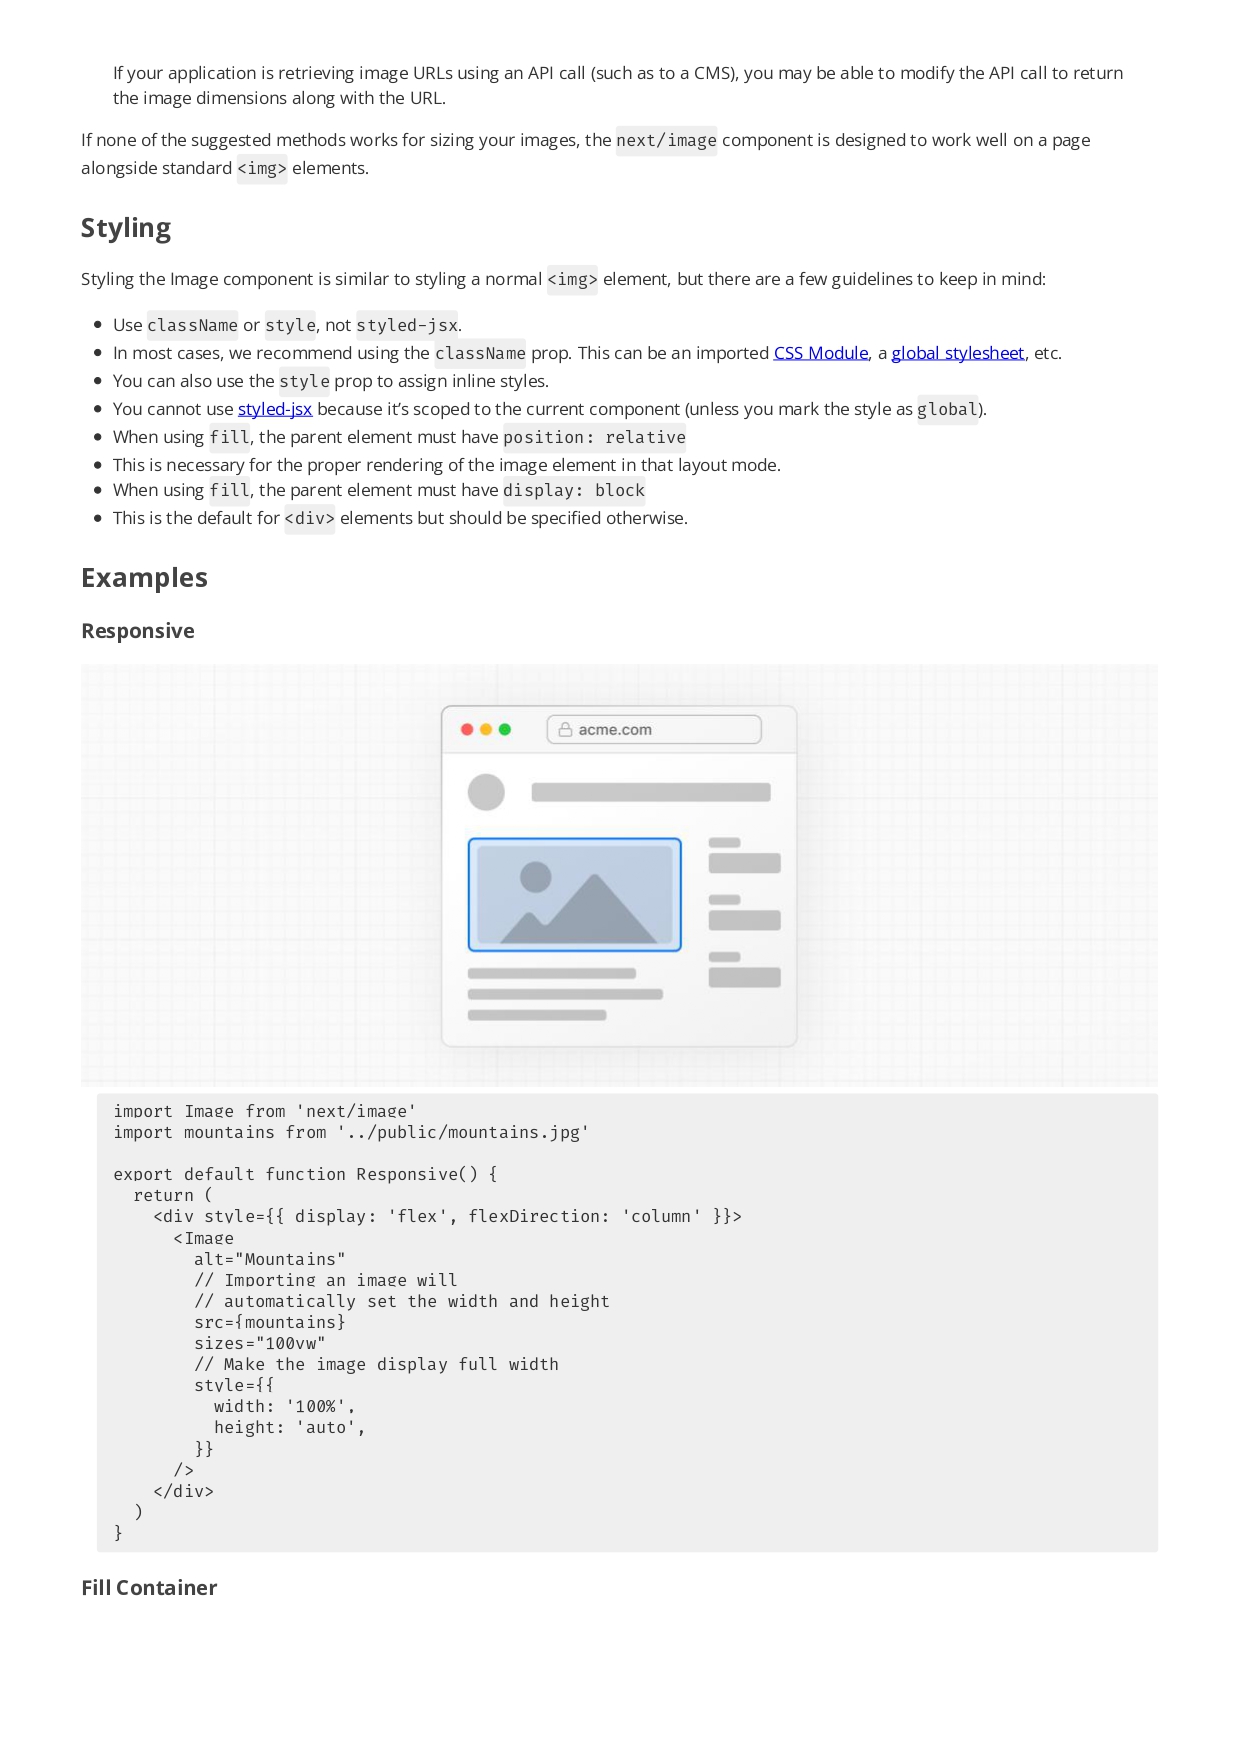 If your application is retrieving image URLs using an API call (such as to a CMS), you may be able to modify the API call to return
the image dimensions along with the URL.
If none of the suggested methods works for sizing your images, the next/image component is designed to work well on a page
alongside standard <img> elements.
Styling
Styling the Image component is similar to styling a normal <img> element, but there are a few guidelines to keep in mind:
• Use className or style, not styled-jsx.
• In most cases, we recommend using the className prop. This can be an imported CSS Module, a global stylesheet, etc.
• You can also use the style prop to assign inline styles.
• You cannot use styled-jsx because it’s scoped to the current component (unless you mark the style as global).
• When using fill, the parent element must have position: relative
• This is necessary for the proper rendering of the image element in that layout mode.
• When using fill, the parent element must have display: block
• This is the default for <div> elements but should be specified otherwise.
Examples
Responsive
acme.com
import Image from 'next/image'
import mountains from '../public/mountains.jpg'
export default function Responsive() {
  return (
    <div style={{ display: 'flex', flexDirection: 'column' }}>
      <Image
        alt="Mountains"
        // Importing an image will
        // automatically set the width and height
        src={mountains}
        sizes="100vw"
        // Make the image display full width
        style={{
          width: '100%',
          height: 'auto',
        }}
      />
    </div>
  )
}
Fill Container